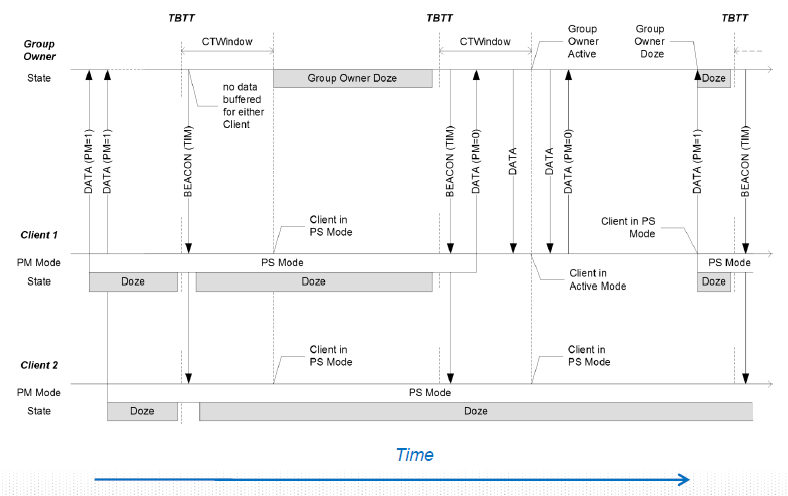 TBTT
TBTT
TBTT
Group
Owner
State
CTWindow
CTWindow
Group
Owner
Active
Group
Owner
Doze
no data
buffered
for either
Client
Group Owner Doze
Doze
DATA (PM=1)
DATA (PM=1)
BEACON (TIM)
BEACON (TIM)
DATA (PM=0)
DATA
DATA
DATA (PM=0)
DATA (PM=1)
BEACON (TIM)
Client 1
PM Mode
State
Client in
PS Mode
Client in PS
Mode
PS Mode
PS Mode
Client in
Active Mode
Doze
Doze
Doze
Client 2
PM Mode
State
Client in
PS Mode
Client in
PS Mode
PS Mode
Doze
Doze
Time